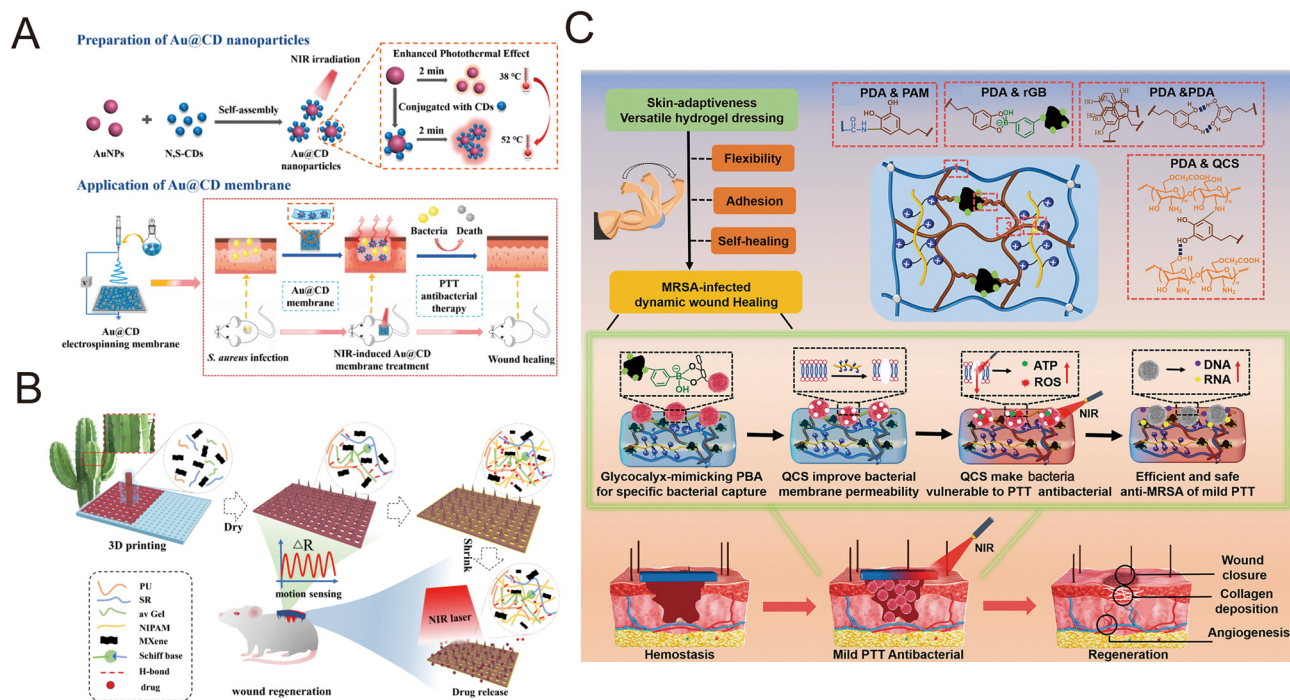 A
Preparation of Au@CD nanoparticles
NIR irradiation
AuNPs
+
N,S-CDs
Self-assembly
Au@CD
nanoparticles
Enhanced Photothermal Effect
2 min
38 °C
Conjugated with CDs
2 min
52 °C
Application of Au@CD membrane
V
Au@CD
electrospinning membrane
Bacteria
Death
Au@CD
membrane
PTT
antibacterial
therapy
S. aureus infection
NIR-induced Au@CD
membrane treatment
Wound healing
B
3D printing
Dry
Shrink
△R
motion sensing
PU
SR
av Gel
NIPAM
MXene
Schiff base
H-bond
drug
wound regeneration
NIR laser
Drug release
C
Skin-adaptiveness
Versatile hydrogel dressing
Flexibility
Adhesion
Self-healing
MRSA-infected
dynamic wound Healing
PDA & PAM
PDA & rGB
PDA &PDA
PDA & QCS
1
3
ATP
ROS
NIR
DNA
RNA
Glycocalyx-mimicking PBA
for specific bacterial capture
QCS improve bacterial
membrane permeability
QCS make bacteria
vulnerable to PTT antibacterial
Efficient and safe
anti-MRSA of mild PTT
NIR
Hemostasis
Mild PTT Antibacterial
Regeneration
Wound
closure
Collagen
deposition
Angiogenesis